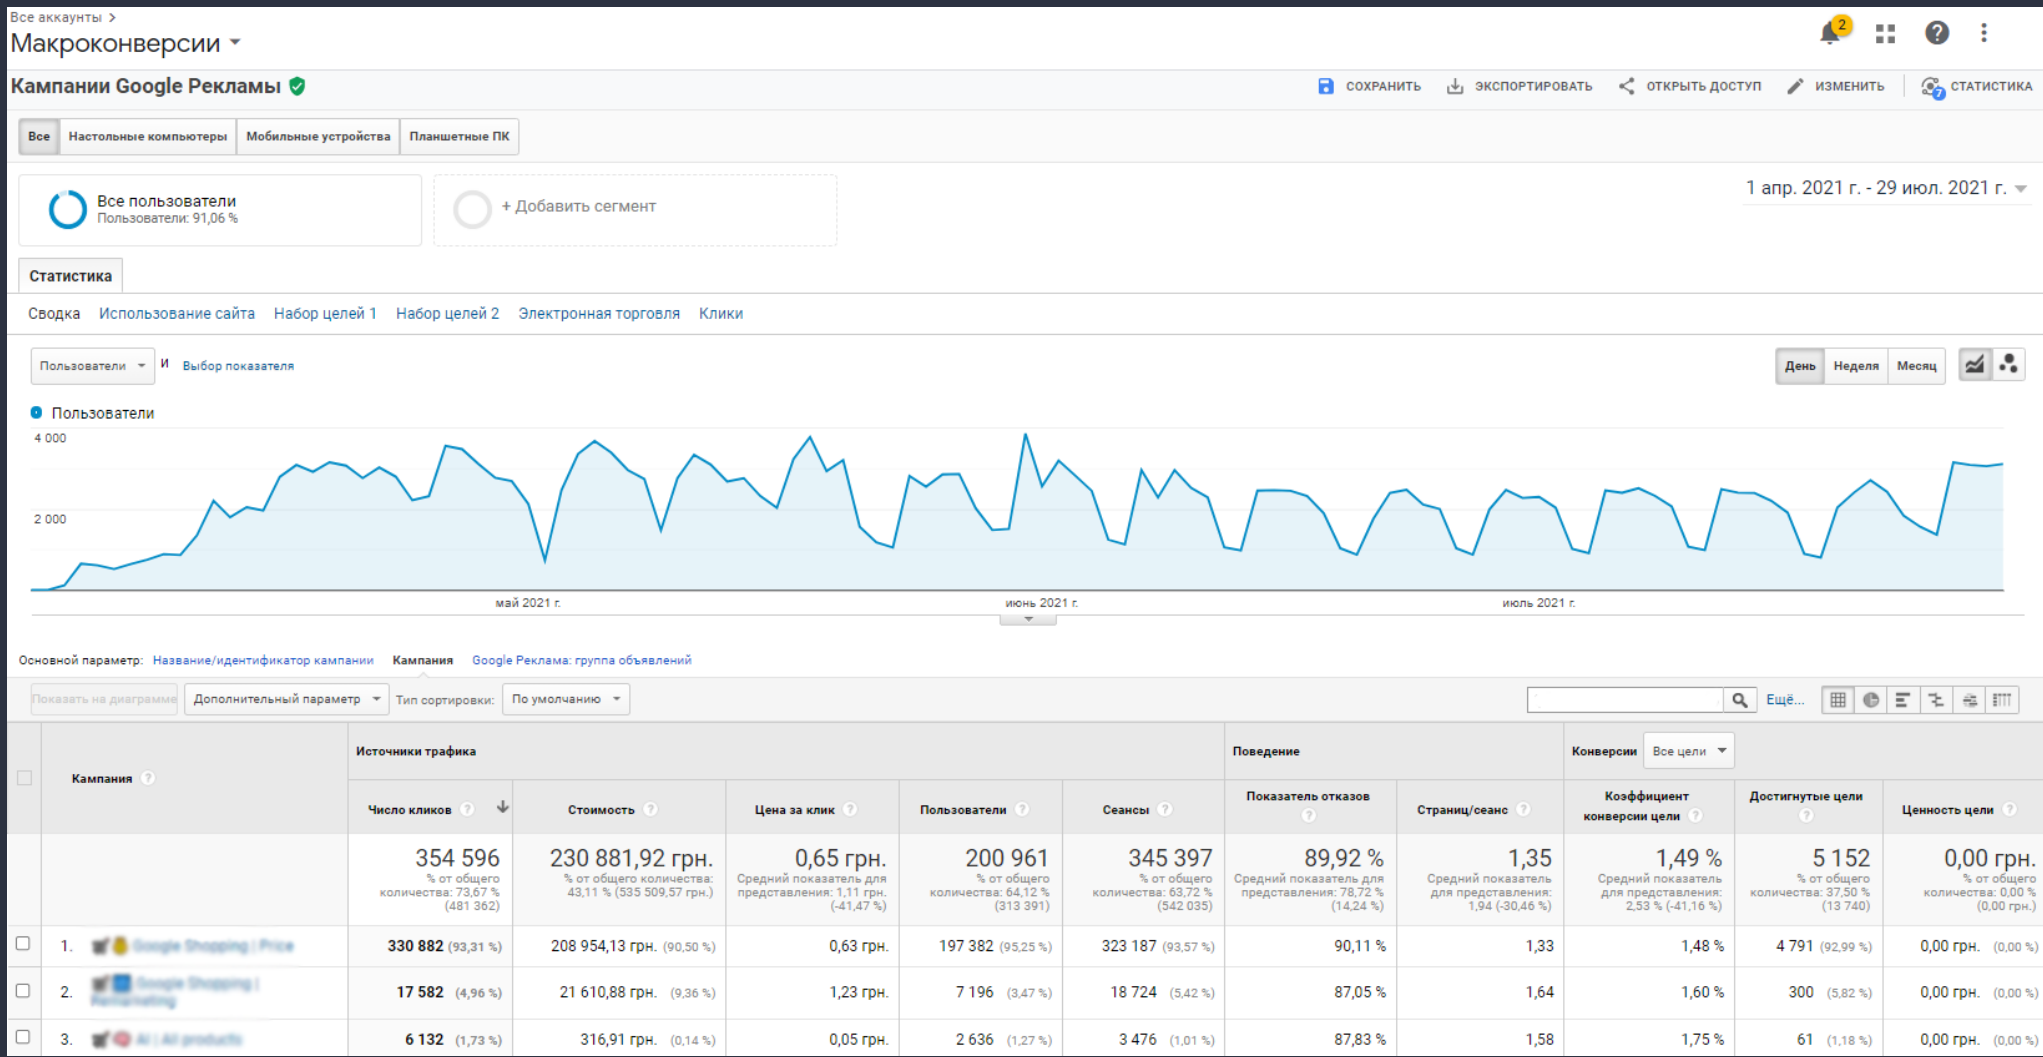 Все аккаунты >
Макроконверсии
2
Кампании Google Рекламы
СОХРАНИТЬ ЭКСПОРТИРОВАТЬ ОТКРЫТЬ ДОСТУП ИЗМЕНИТЬ 7 СТАТИСТИКА
Все Настольные компьютеры Мобильные устройства Планшетные ПК
Все пользователи
Пользователи: 91,06 %
+ Добавить сегмент
1 апр. 2021 г. - 29 июл. 2021 г.
Статистика
Сводка Использование сайта Набор целей 1 Набор целей 2 Электронная торговля Клики
Пользователи И Выбор показателя
День Неделя Месяц
Пользователи
4 000
2 000
май 2021 г. июнь 2021 г. июль 2021 г.
Основной параметр: Название/идентификатор кампании Кампания Google Реклама: группа объявлений
Показать на диаграмме Дополнительный параметр Тип сортировки: По умолчанию Ещё...
Источники трафика Поведение Конверсии Все цели
Кампания ?
Число кликов ? Стоимость ? Цена за клик ? Пользователи ? Сеансы ? Показатель отказов ? Страниц/сеанс ? Коэффициент конверсии цели ? Достигнутые цели ? Ценность цели ?
354 596 230 881,92 грн. 0,65 грн. 200 961 345 397 89,92 % 1,35 1,49 % 5 152 0,00 грн.
% от общего количества: 73,67 % (481 362)
% от общего количества: 43,11 % (535 509,57 грн.)
Средний показатель для представления: 1,11 грн. (-41,47 %)
% от общего количества: 64,12 % (313 391)
% от общего количества: 63,72 % (542 035)
Средний показатель для представления: 78,72 % (14,24 %)
Средний показатель для представления: 1,94 (-30,46 %)
Средний показатель для представления: 2,53 % (-41,16 %)
% от общего количества: 37,50 % (13 740)
% от общего количества: 0,00 % (0,00 грн.)
1. Google Shopping | Price 330 882 (93,31 %) 208 954,13 грн. (90,50 %) 0,63 грн. 197 382 (95,25 %) 323 187 (93,57 %) 90,11 % 1,33 1,48 % 4 791 (92,99 %) 0,00 грн. (0,00 %)
2. Google Shopping | Remarketing 17 582 (4,96 %) 21 610,88 грн. (9,36 %) 1,23 грн. 7 196 (3,47 %) 18 724 (5,42 %) 87,05 % 1,64 1,60 % 300 (5,82 %) 0,00 грн. (0,00 %)
3. All products 6 132 (1,73 %) 316,91 грн. (0,14 %) 0,05 грн. 2 636 (1,27 %) 3 476 (1,01 %) 87,83 % 1,58 1,75 % 61 (1,18 %) 0,00 грн. (0,00 %)